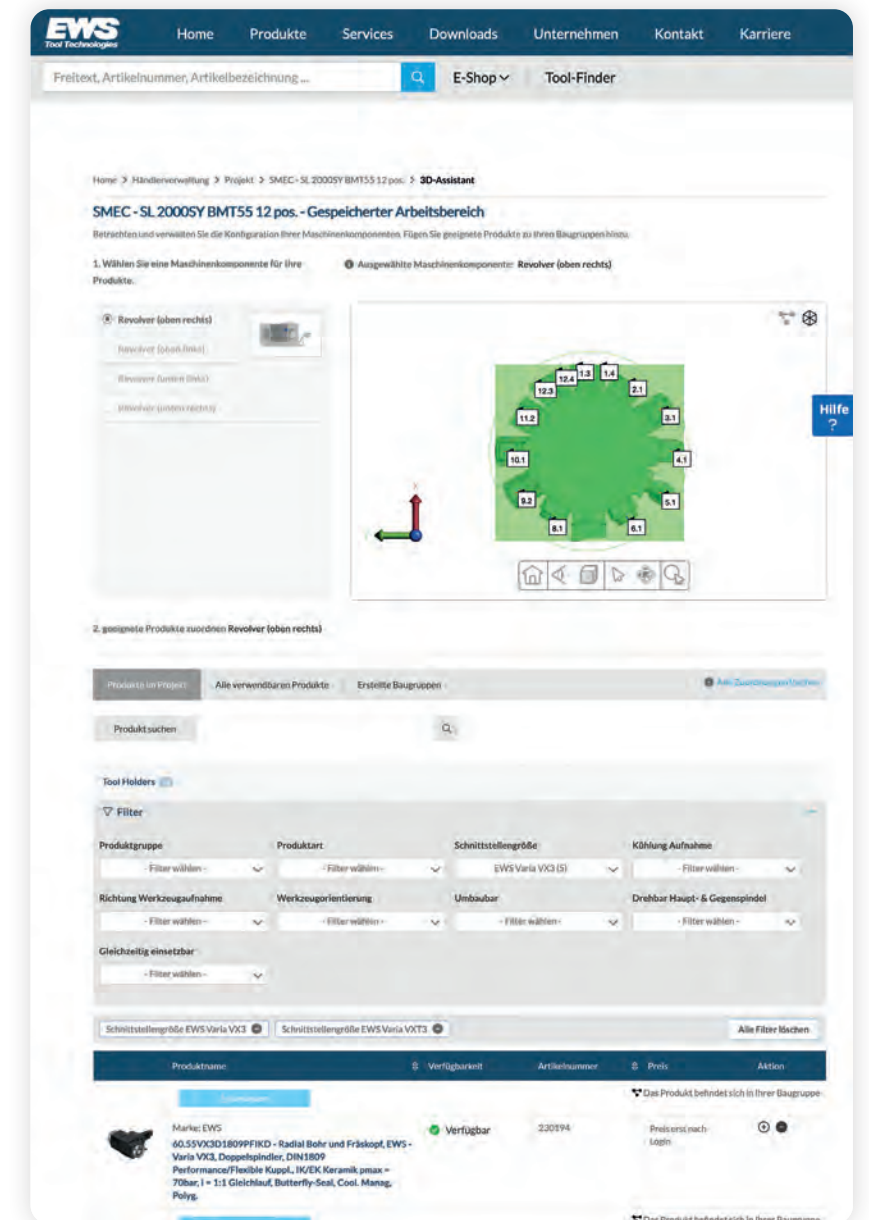 EWS
Tool Technologies
Home Produkte Services Downloads Unternehmen Kontakt Karriere
Freitext, Artikelnummer, Artikelbezeichnung ...
E-Shop Tool-Finder
Home > Händlerverwaltung > Projekt > SMEC - SL 2000SY BMT55 12 pos. > 3D-Assistant
SMEC - SL 2000SY BMT55 12 pos. - Gespeicherter Arbeitsbereich
Betrachten und verwalten Sie die Konfiguration Ihrer Maschinenkomponenten. Fügen Sie geeignete Produkte zu Ihren Baugruppen hinzu.
1. Wählen Sie eine Maschinenkomponente für Ihre
Produkte.
Ausgewählte Maschinenkomponente: Revolver (oben rechts)
Revolver (oben rechts)
Revolver (oben links)
Revolver (unten links)
Revolver (unten rechts)
12.3 12.4 1.3 1.4
2.1
11.2 3.1
10.1 4.1
9.2 5.1
8.1 6.1
X
Y
Hilfe
?
2. geeignete Produkte zuordnen Revolver (oben rechts)
Produkte im Projekt Alle verwendbaren Produkte Erstellte Baugruppen Alle Zuordnungen löschen
Produkt suchen
Tool Holders
Filter
Produktgruppe Produktart Schnittstellengröße Kühlung Aufnahme
- Filter wählen - - Filter wählen - EWS Varia VX3 (5) - Filter wählen -
Richtung Werkzeugaufnahme Werkzeugorientierung Umbaubar Drehbar Haupt- & Gegenspindel
- Filter wählen - - Filter wählen - - Filter wählen - - Filter wählen -
Gleichzeitig einsetzbar
- Filter wählen -
Schnittstellengröße EWS Varia VX3 Schnittstellengröße EWS Varia VXT3 Alle Filter löschen
Produktname Verfügbarkeit Artikelnummer Preis Aktion
Das Produkt befindet sich in Ihrer Baugruppe
Marke: EWS
60.55VX3D1809PFIKD - Radial Bohr und Fräskopf, EWS -
Varia VX3, Doppelspindler, DIN1809
Performance/Flexible Kuppl., IK/EK Keramik pmax =
70bar, i = 1:1 Gleichlauf, Butterfly-Seal, Cool. Manag,
Polyg.
Verfügbar
230194
Preis erst nach
Login
Das Produkt befindet sich in Ihrer Baugruppe